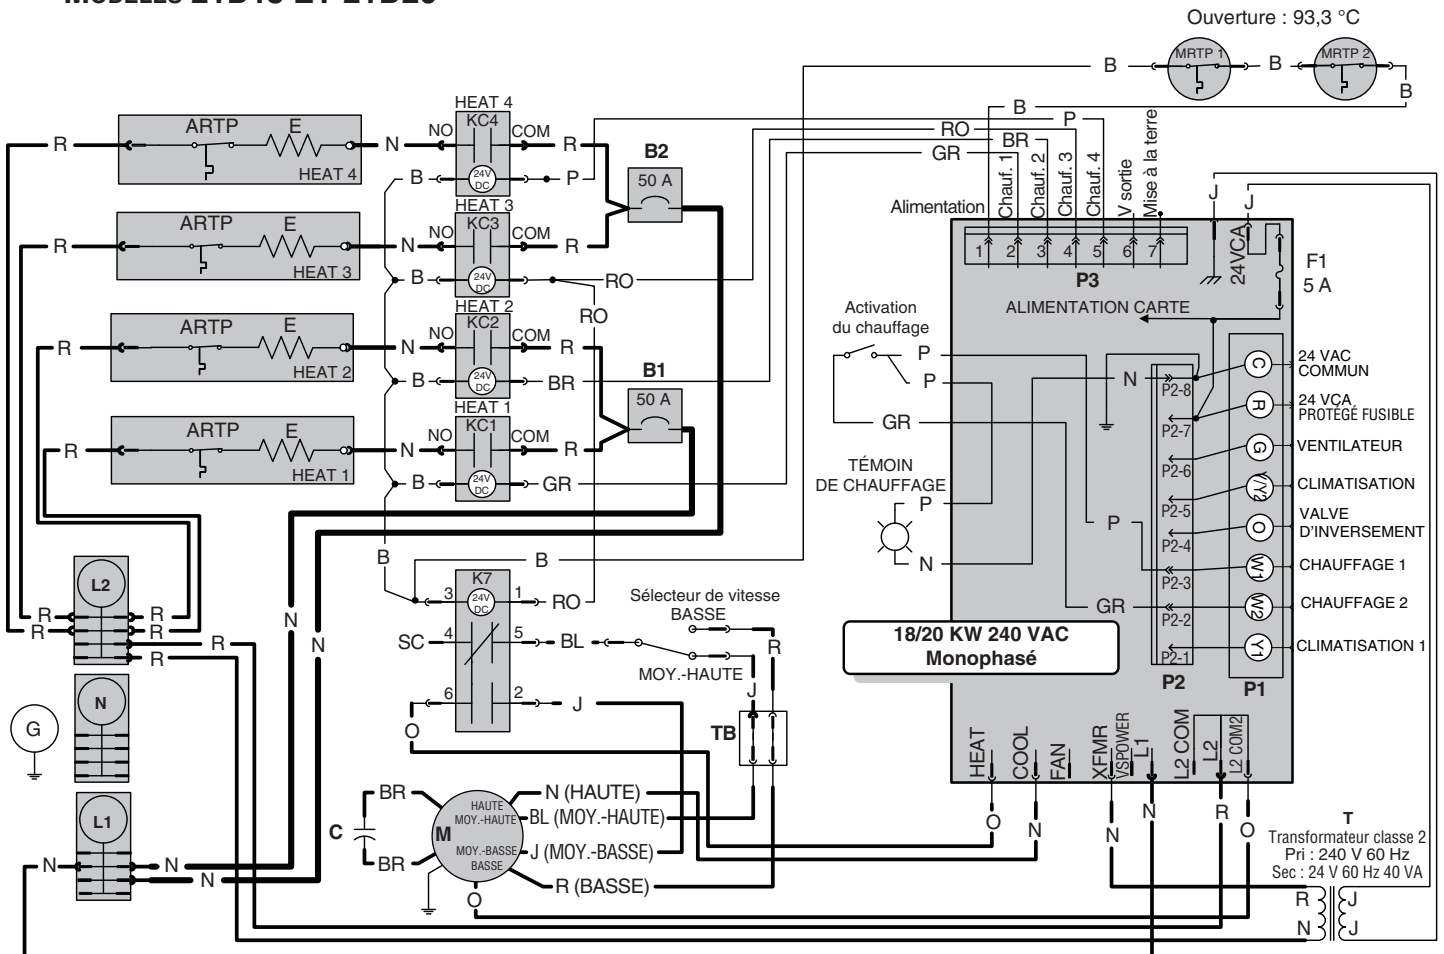 Ouverture : 93,3 °C
MRTP 1
MRTP 2
B
B
B
HEAT 4
ARTP
E
HEAT 4
R
N
NO
KC4
COM
R
24V
DC
B
P
B2
50 A
B
P
RO
BR
GR
HEAT 3
R
HEAT 3
N
NO
KC3
COM
R
24V
DC
B
RO
RO
HEAT 2
ARTP
E
HEAT 2
R
N
NO
KC2
COM
R
24V
DC
B
BR
B1
50 A
HEAT 1
ARTP
E
HEAT 1
R
N
NO
KC1
COM
R
24V
DC
B
GR
Alimentation
Chauf. 1
Chauf. 2
Chauf. 3
Chauf. 4
V sortie
Mise à la terre
1
2
3
4
5
6
7
P3
J
J
24VCA
F1
5 A
ALIMENTATION CARTE
Activation
du chauffage
P
P
GR
TÉMOIN
DE CHAUFFAGE
P
N
N
P
GR
P2-8
P2-7
P2-6
P2-5
P2-4
P2-3
P2-2
P2-1
P2
C
R
G
Y/Y2
O
W1
W2
Y1
P1
24 VAC
COMMUN
24 VCA,
PROTÉGÉ FUSIBLE
VENTILATEUR
CLIMATISATION
VALVE
D'INVERSEMENT
CHAUFFAGE 1
CHAUFFAGE 2
CLIMATISATION 1
18/20 KW 240 VAC
Monophasé
L2
R
R
R
R
R
R
N
G
L1
N
N
N
N
N
B
B
K7
24V
DC
3
1
RO
SC
4
5
BL
6
2
J
O
Sélecteur de vitesse
BASSE
MOY.-HAUTE
R
J
TB
BR
C
BR
M
HAUTE
MOY.-HAUTE
MOY.-BASSE
BASSE
N (HAUTE)
BL (MOY.-HAUTE)
J (MOY.-BASSE)
R (BASSE)
O
HEAT
COOL
FAN
XFMR
VSPOWER
L1
L2 COM
L2
L2 COM2
O
N
N
N
R
O
T
Transformateur classe 2
Pri : 240 V 60 Hz
Sec : 24 V 60 Hz 40 VA
R
J
N
J